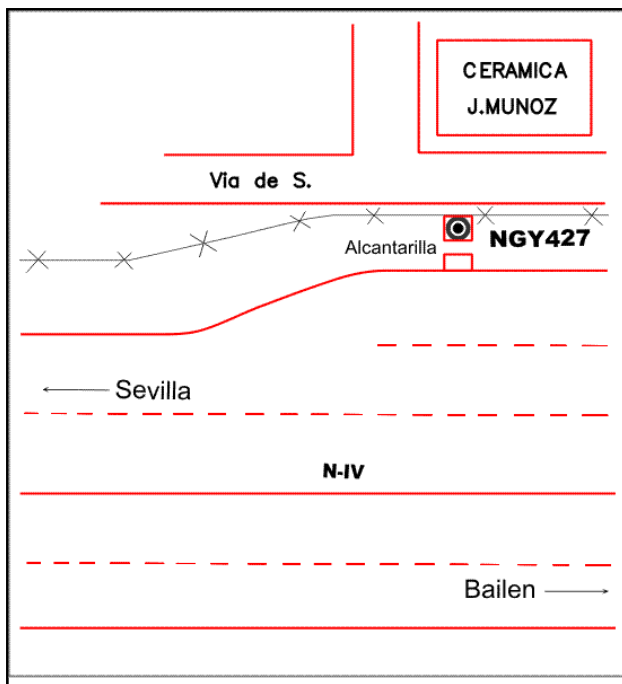 CERAMICA
J.MUNOZ
Via de S.
Alcantarilla
NGY427
Sevilla
N-IV
Bailen